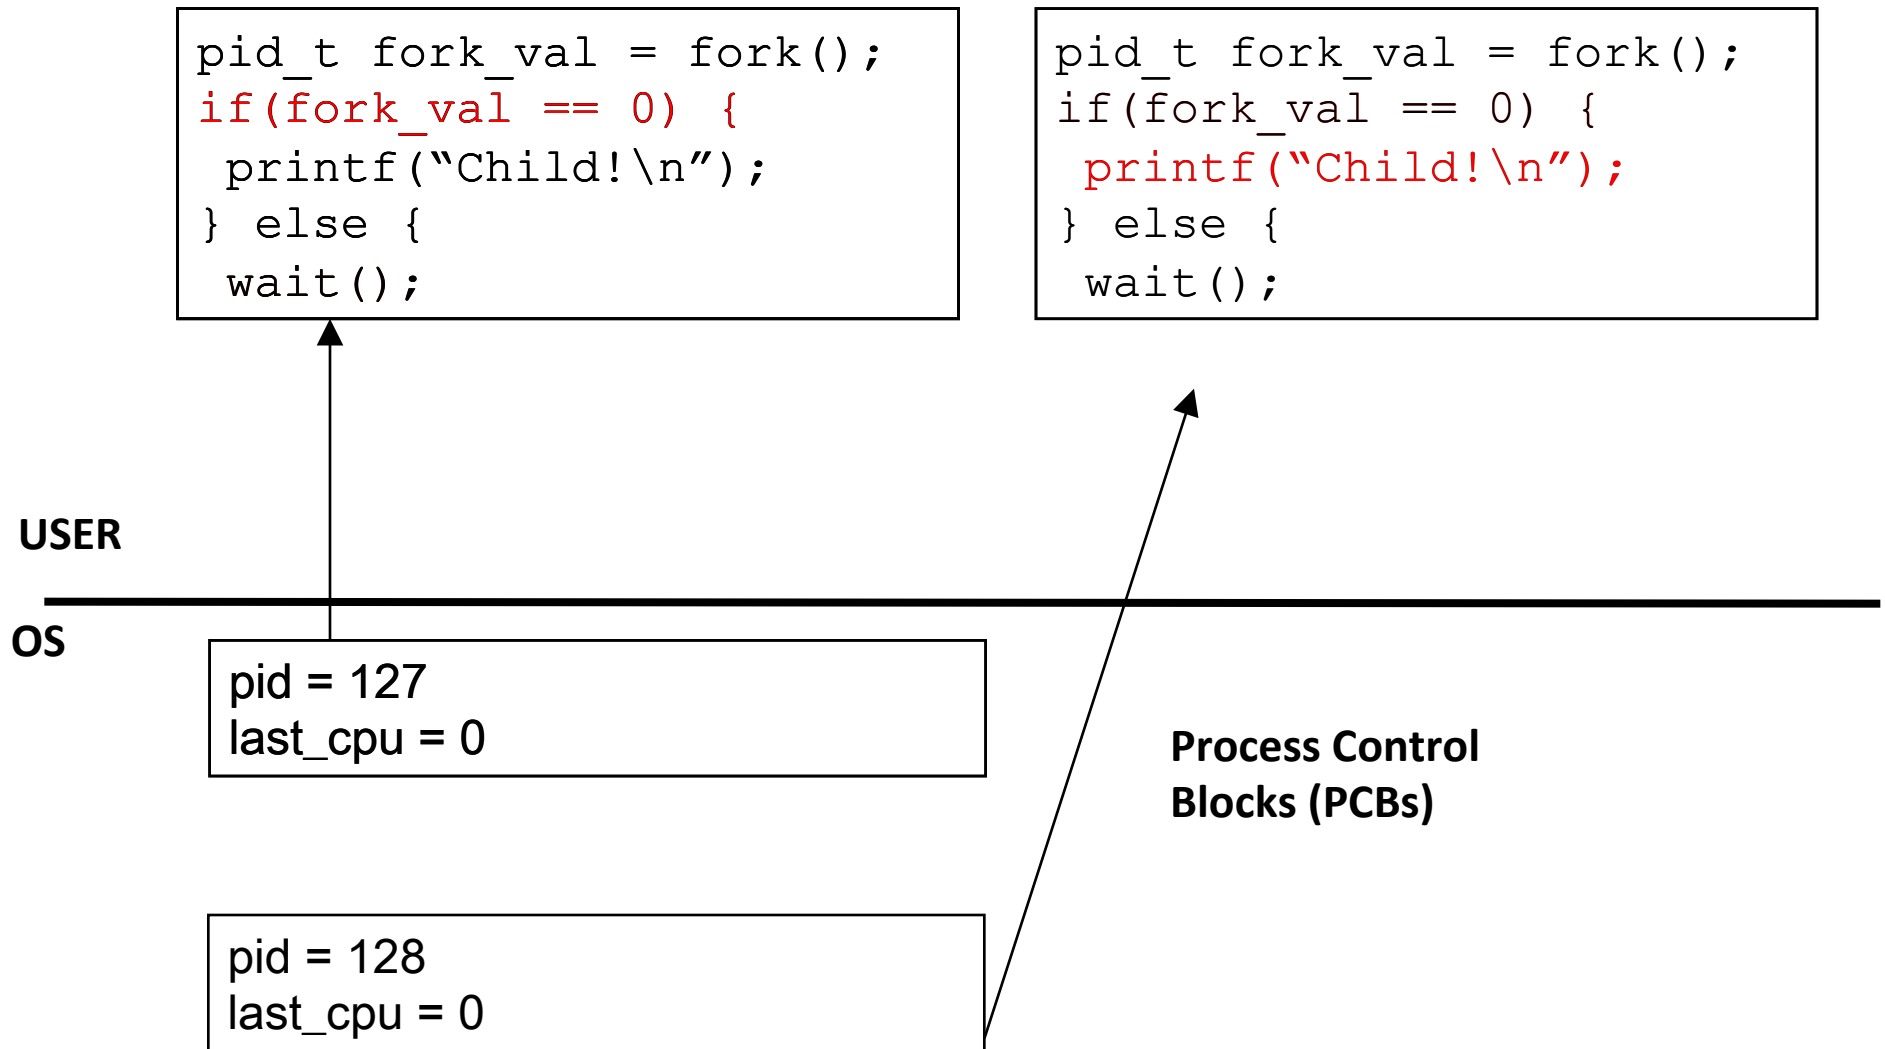 pid_t fork_val = fork();
if(fork_val == 0) {
 printf(“Child!\n”);
} else {
 wait();
pid_t fork_val = fork();
if(fork_val == 0) {
 printf(“Child!\n”);
} else {
 wait();
USER
OS
pid = 127
last_cpu = 0
Process Control
Blocks (PCBs)
pid = 128
last_cpu = 0